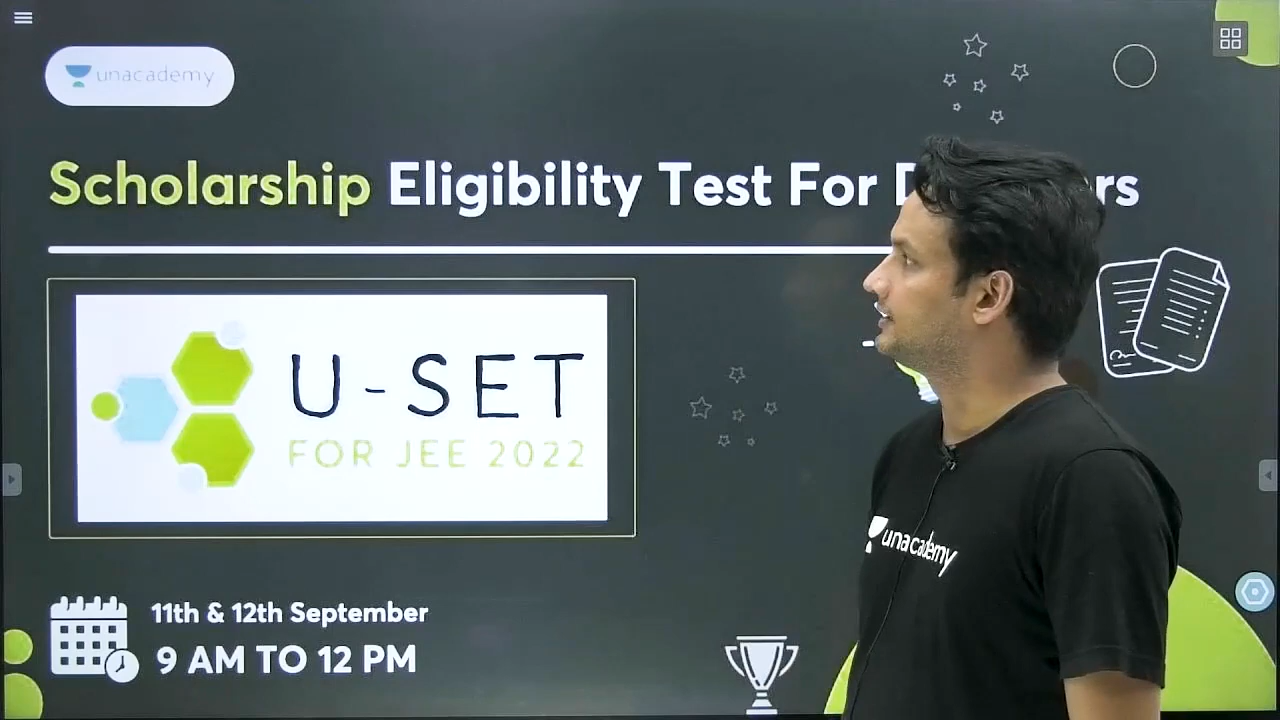 unacademy
Scholarship Eligibility Test For
U-SET
FOR JEE 2022
unacademy
11th & 12th September
9 AM TO 12 PM